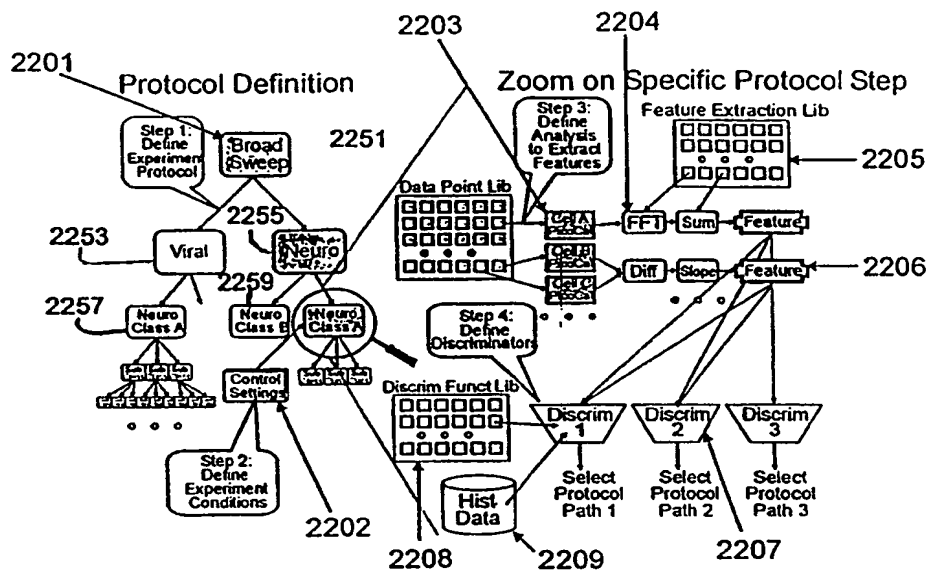 2203
2204
2201
Protocol Definition
Zoom on Specific Protocol Step
Step 1:
Define
Experiment
Protocol
Broad
Sweep
2251
Step 3:
Define
Analysis
to Extract
Features
Feature Extraction Lib
2205
Data Point Lib
2255
2253
Viral
Neuro
Cell A
FFT
Sum
Feature
Cell B
Cell C
Diff
Slope
Feature
2206
2259
2257
Neuro
Class A
Neuro
Class B
Neuro
Class A
Step 4:
Define
Discriminators
Control
Settings
Discrim Funct Lib
Discrim
1
Discrim
2
Discrim
3
Step 2:
Define
Experiment
Conditions
Hist
Data
Select
Protocol
Path 1
Select
Protocol
Path 2
Select
Protocol
Path 3
2202
2208
2209
2207